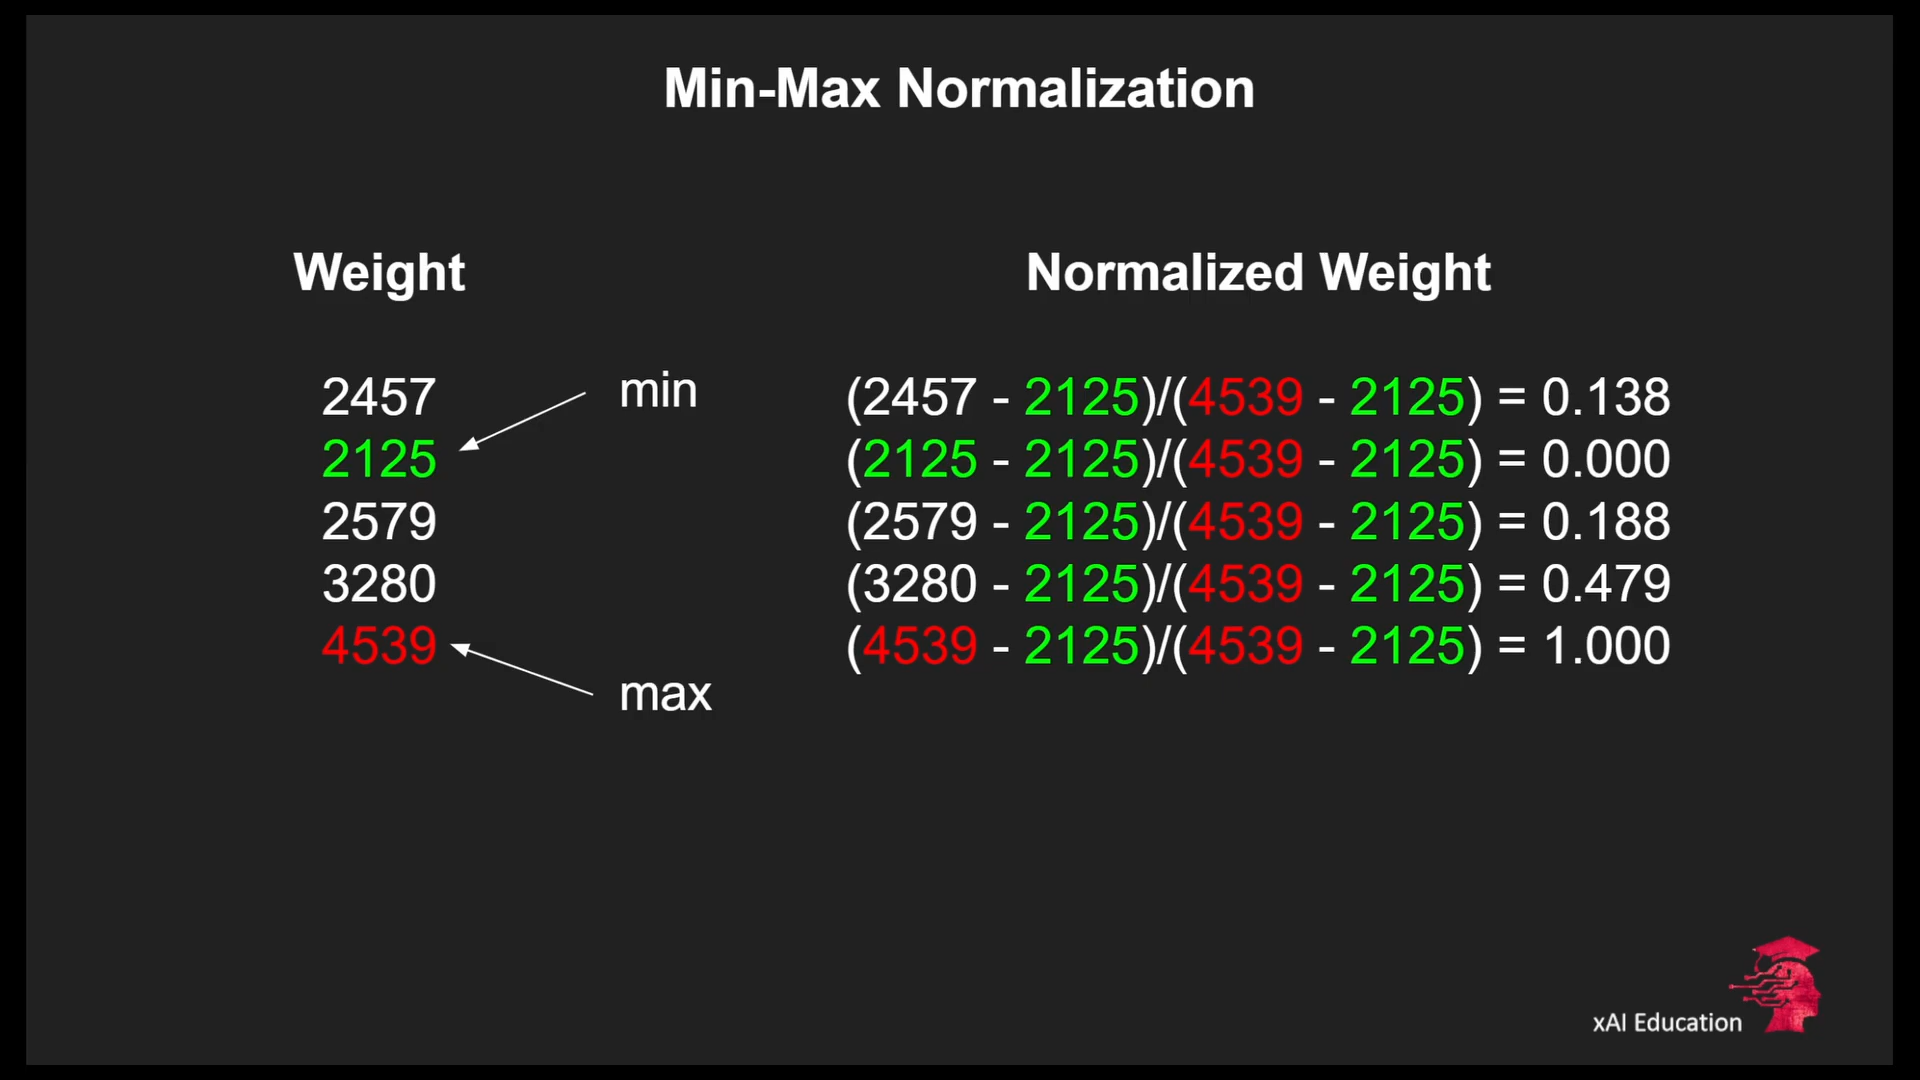 Min-Max Normalization
Weight
2457
2125
2579
3280
4539
min
max
Normalized Weight
(2457 - 2125)/(4539 - 2125) = 0.138
(2125 - 2125)/(4539 - 2125) = 0.000
(2579 - 2125)/(4539 - 2125) = 0.188
(3280 - 2125)/(4539 - 2125) = 0.479
(4539 - 2125)/(4539 - 2125) = 1.000
xAI Education